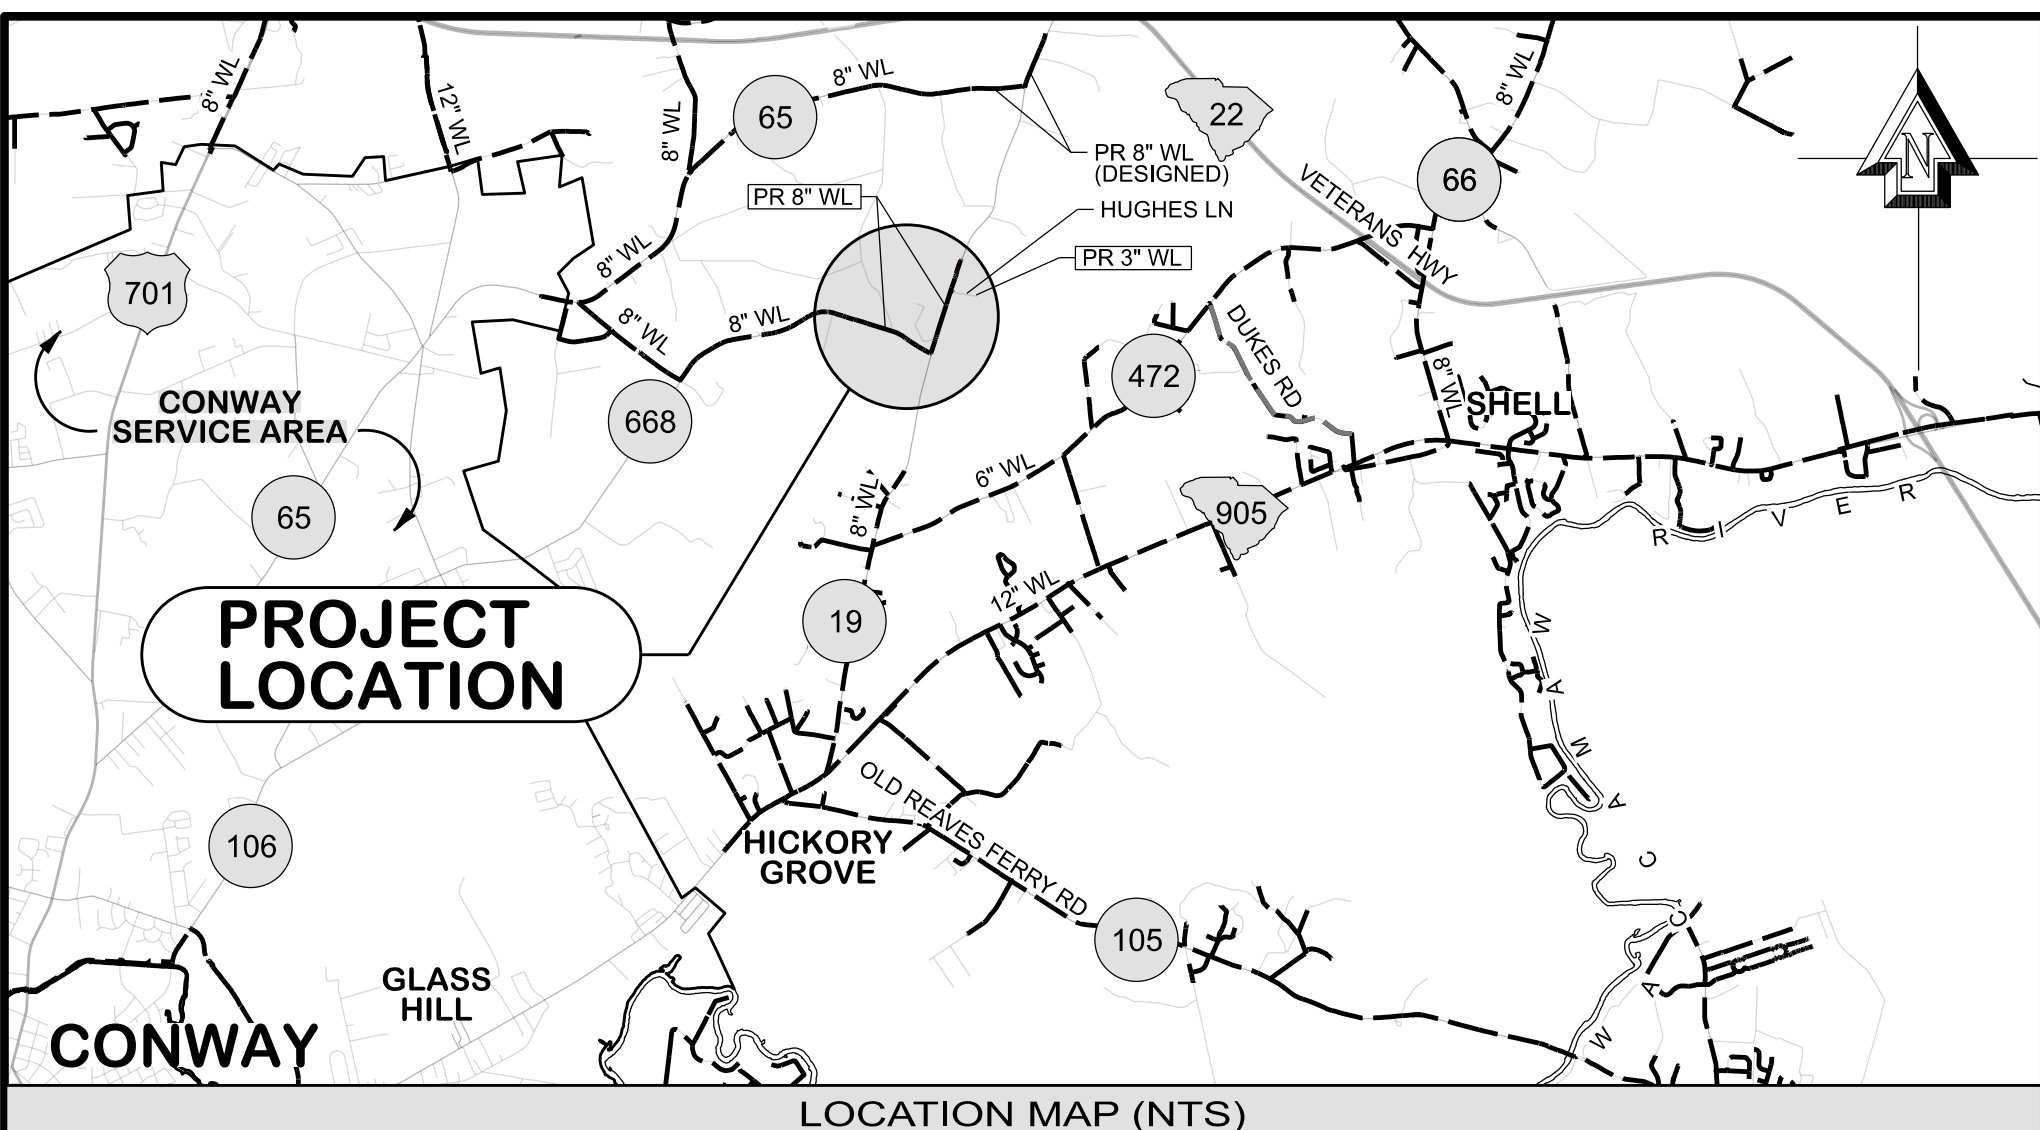 8" WL
12" WL
8" WL
65
8" WL
22
8" WL
PR 8" WL
(DESIGNED)
66
PR 8" WL
HUGHES LN
VETERANS HWY
N
PR 3" WL
8" WL
701
8" WL
8" WL
DUKES RD
472
8" WL
SHELL
CONWAY
SERVICE AREA
668
6" WL
8" WL
65
905
WACCAMAW RIVER
12" WL
PROJECT
LOCATION
19
OLD REAVES FERRY RD
106
HICKORY
GROVE
105
GLASS
HILL
CONWAY
LOCATION MAP (NTS)